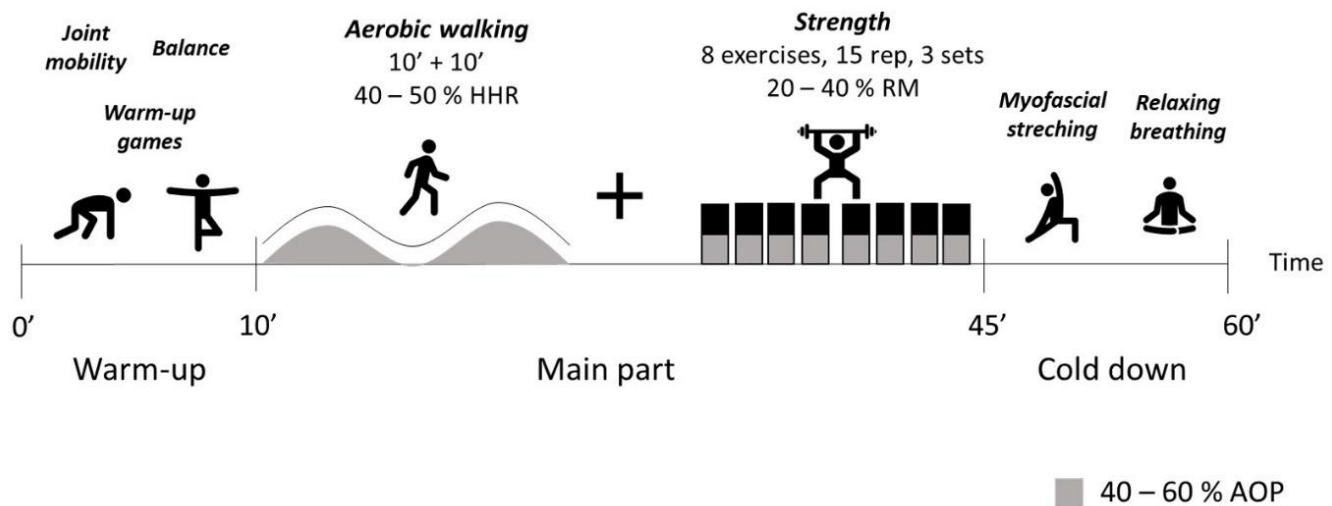 Joint
mobility
Balance
Warm-up
games
Aerobic walking
10’ + 10’
40 – 50 % HHR
Strength
8 exercises, 15 rep, 3 sets
20 – 40 % RM
Myofascial
streching
Relaxing
breathing
Time
0’
10’
45’
60’
Warm-up
Main part
Cold down
40 – 60 % AOP